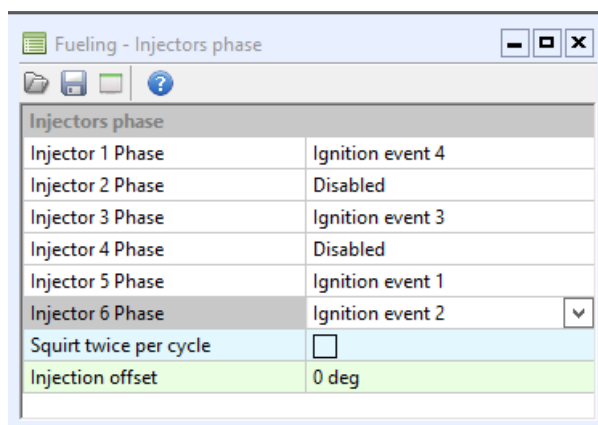 Fueling - Injectors phase
Injectors phase
Injector 1 Phase Ignition event 4
Injector 2 Phase Disabled
Injector 3 Phase Ignition event 3
Injector 4 Phase Disabled
Injector 5 Phase Ignition event 1
Injector 6 Phase Ignition event 2
Squirt twice per cycle
Injection offset 0 deg